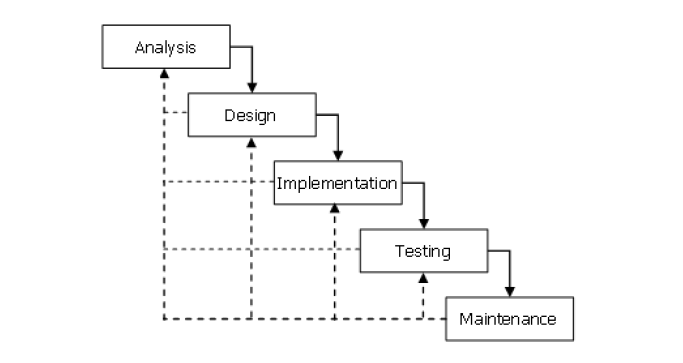 Analysis
Design
Implementation
Testing
Maintenance